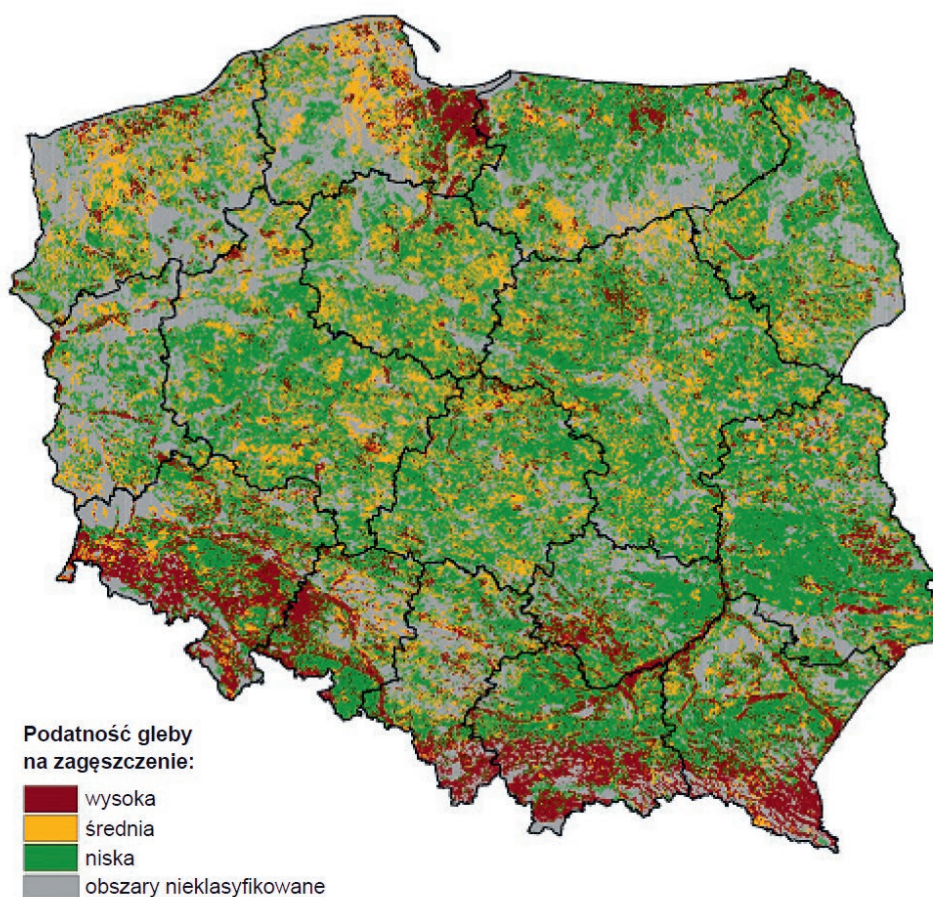 Podatność gleby
na zagęszczenie:
wysoka
średnia
niska
obszary nieklasyfikowane